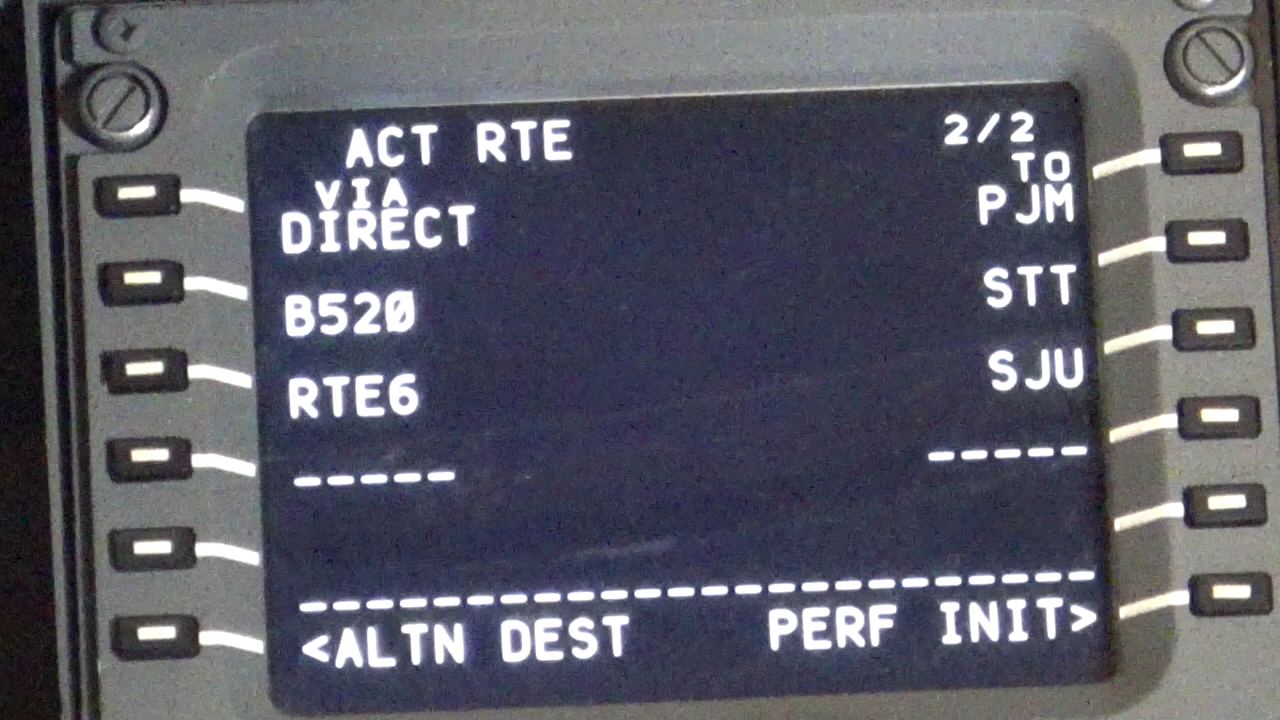 ACT RTE 2/2
VIA TO
DIRECT PJM
B520 STT
RTE6 SJU
----- -----
------------------------
<ALTN DEST PERF INIT>